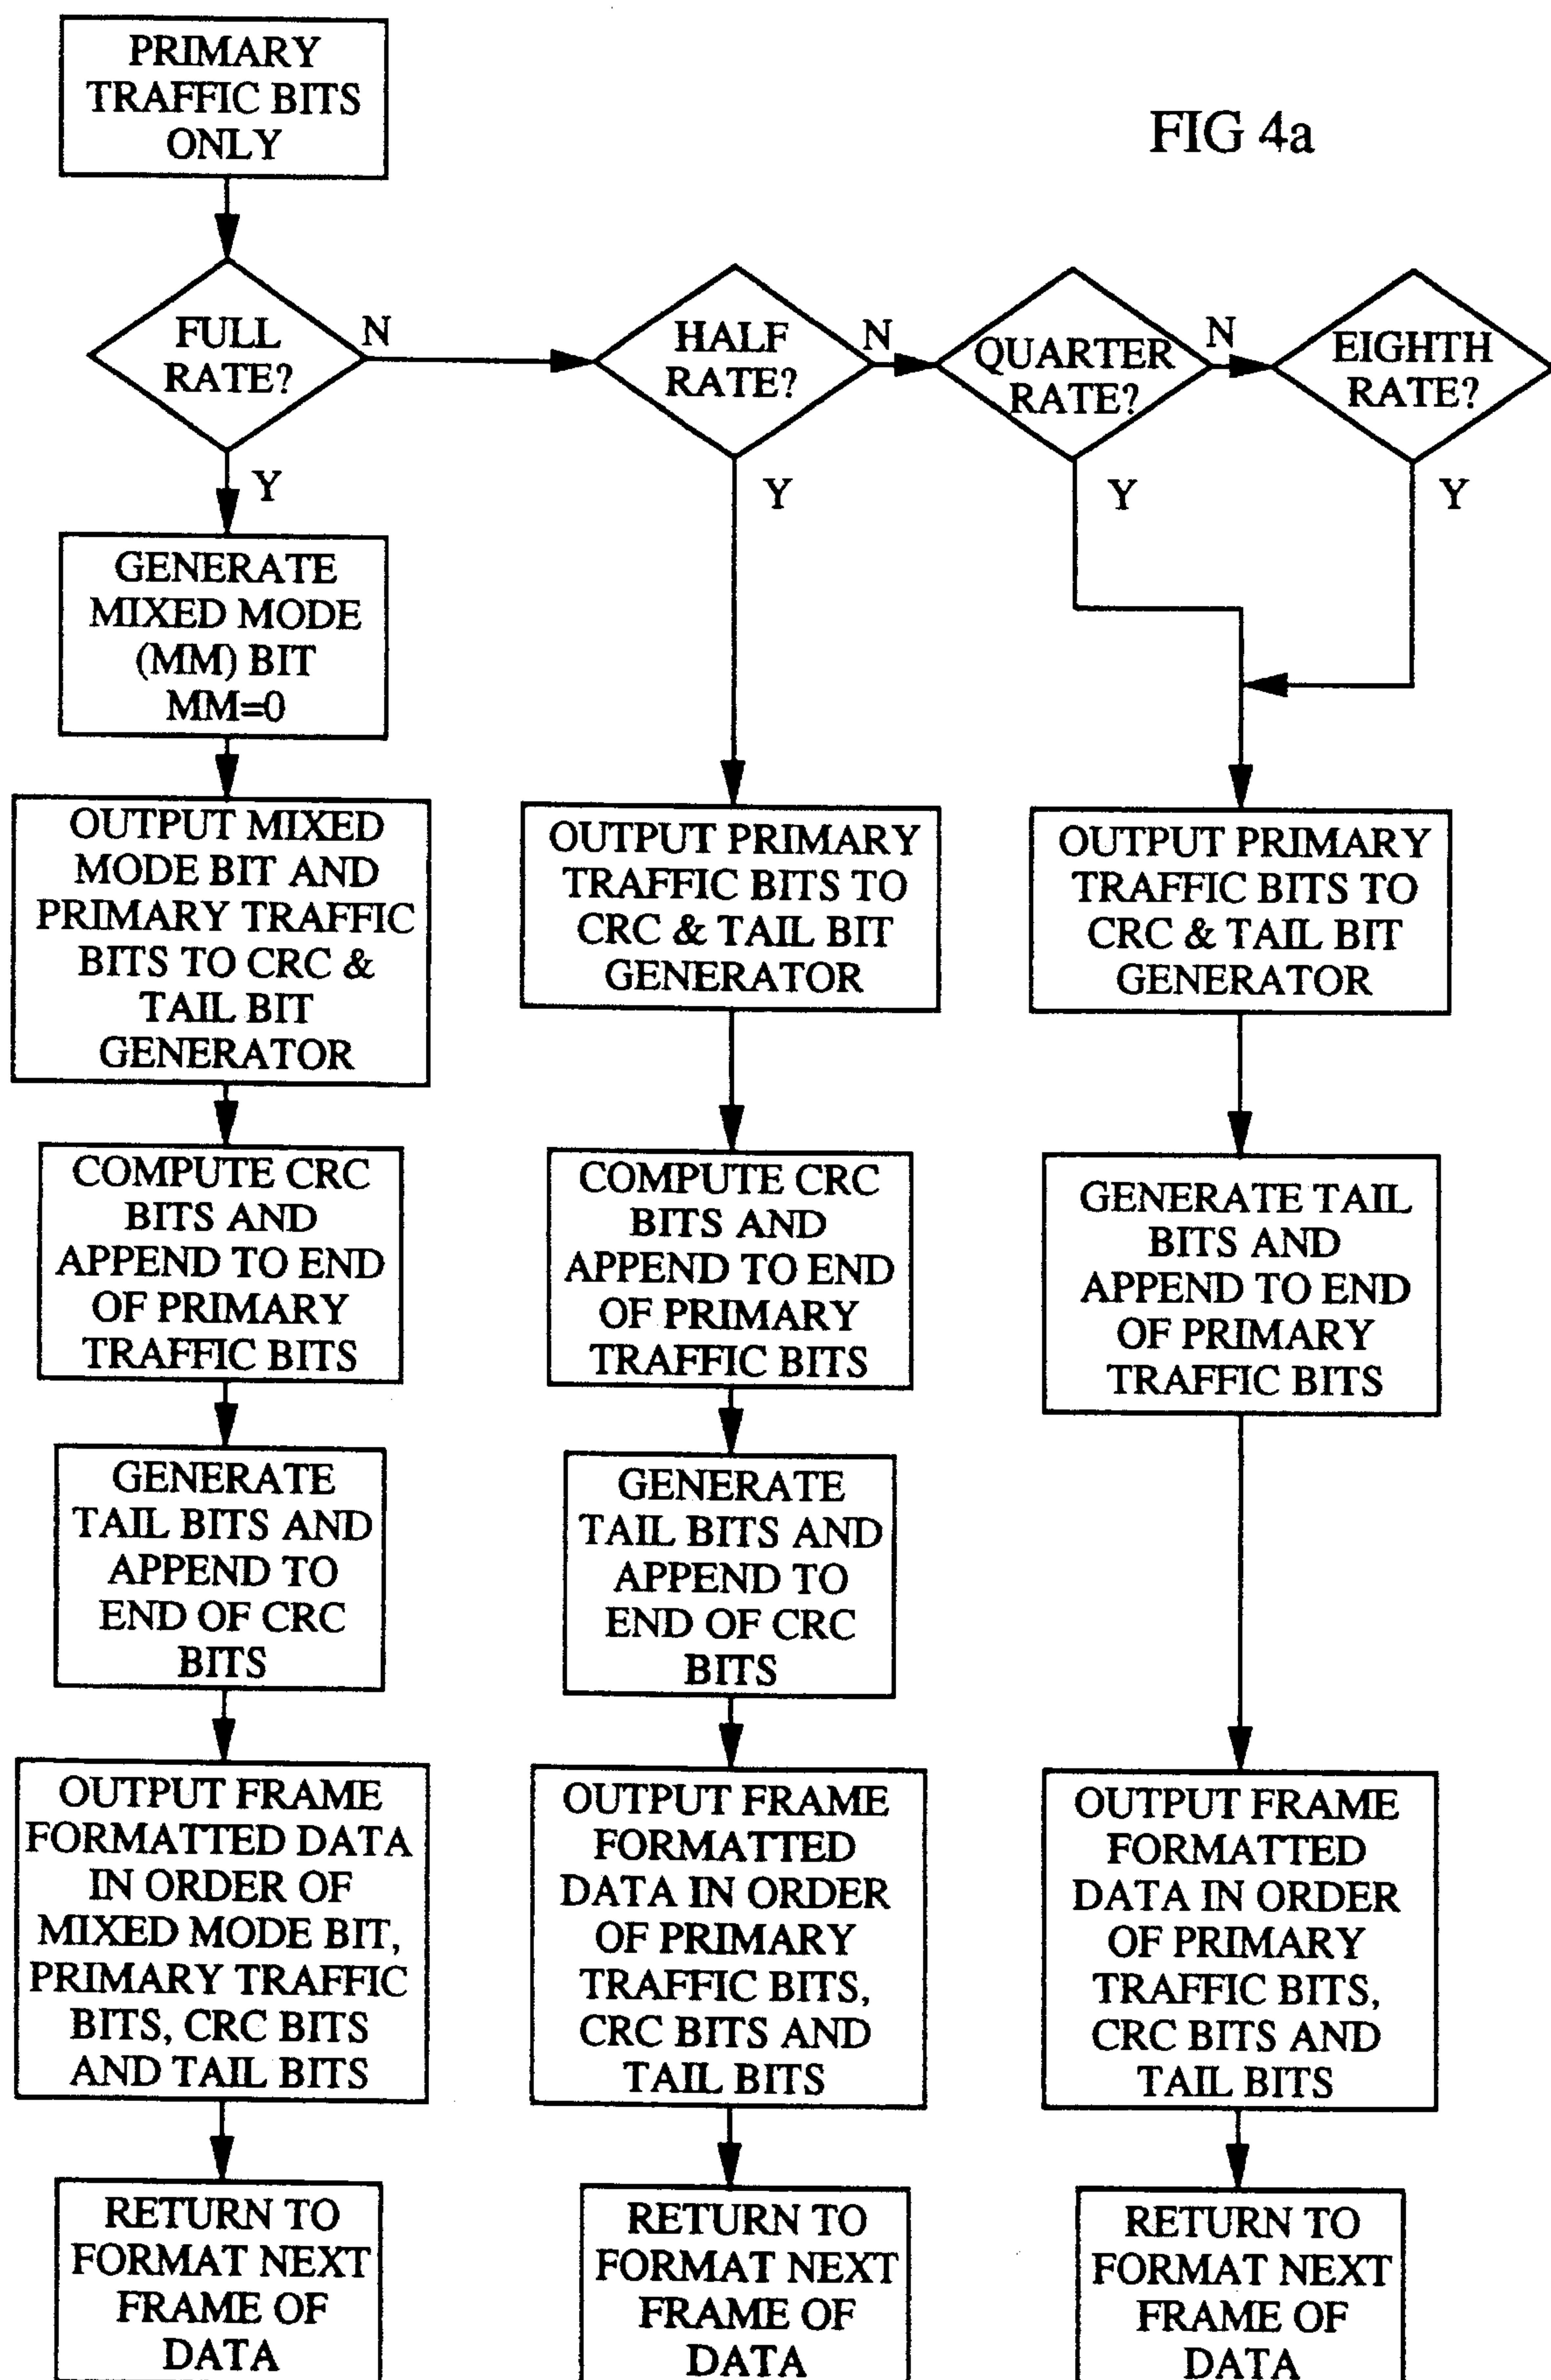 PRIMARY
TRAFFIC BITS
ONLY
FIG 4a
FULL
RATE?
N
HALF
RATE?
N
QUARTER
RATE?
N
EIGHTH
RATE?
Y
Y
Y
Y
GENERATE
MIXED MODE
(MM) BIT
MM=0
OUTPUT MIXED
MODE BIT AND
PRIMARY TRAFFIC
BITS TO CRC &
TAIL BIT
GENERATOR
OUTPUT PRIMARY
TRAFFIC BITS TO
CRC & TAIL BIT
GENERATOR
OUTPUT PRIMARY
TRAFFIC BITS TO
CRC & TAIL BIT
GENERATOR
COMPUTE CRC
BITS AND
APPEND TO END
OF PRIMARY
TRAFFIC BITS
COMPUTE CRC
BITS AND
APPEND TO END
OF PRIMARY
TRAFFIC BITS
GENERATE TAIL
BITS AND
APPEND TO END
OF PRIMARY
TRAFFIC BITS
GENERATE
TAIL BITS AND
APPEND TO
END OF CRC
BITS
GENERATE
TAIL BITS AND
APPEND TO
END OF CRC
BITS
OUTPUT FRAME
FORMATTED DATA
IN ORDER OF
MIXED MODE BIT,
PRIMARY TRAFFIC
BITS, CRC BITS
AND TAIL BITS
OUTPUT FRAME
FORMATTED
DATA IN ORDER
OF PRIMARY
TRAFFIC BITS,
CRC BITS AND
TAIL BITS
OUTPUT FRAME
FORMATTED
DATA IN ORDER
OF PRIMARY
TRAFFIC BITS,
CRC BITS AND
TAIL BITS
RETURN TO
FORMAT NEXT
FRAME OF
DATA
RETURN TO
FORMAT NEXT
FRAME OF
DATA
RETURN TO
FORMAT NEXT
FRAME OF
DATA